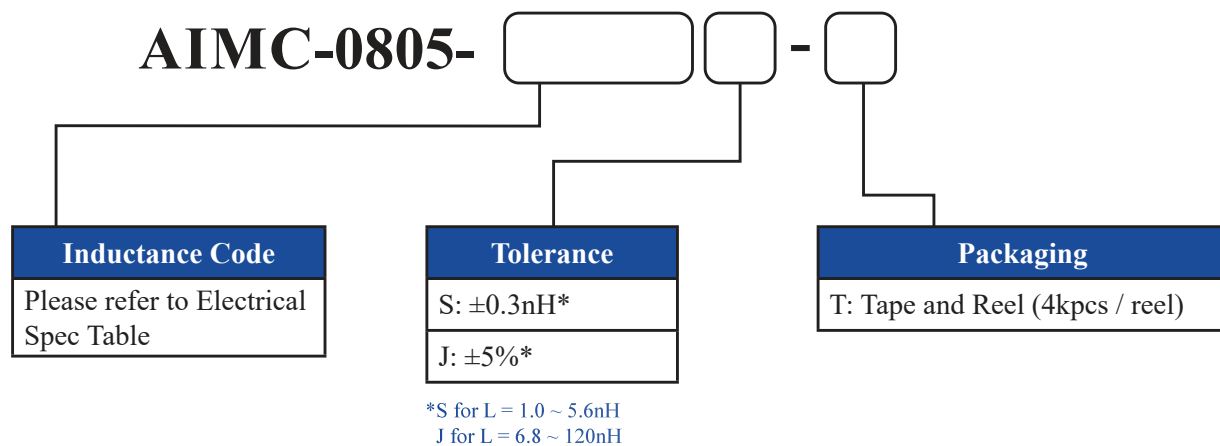 AIMC-0805-
-
Inductance Code
Please refer to Electrical
Spec Table
Tolerance
S: ±0.3nH*
J: ±5%*
*S for L = 1.0 ~ 5.6nH
J for L = 6.8 ~ 120nH
Packaging
T: Tape and Reel (4kpcs / reel)